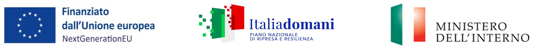 Finanziato
dall'Unione europea
NextGenerationEU
Italiadomani
PIANO NAZIONALE
DI RIPRESA E RESILIENZA
MINISTERO
DELL'INTERNO